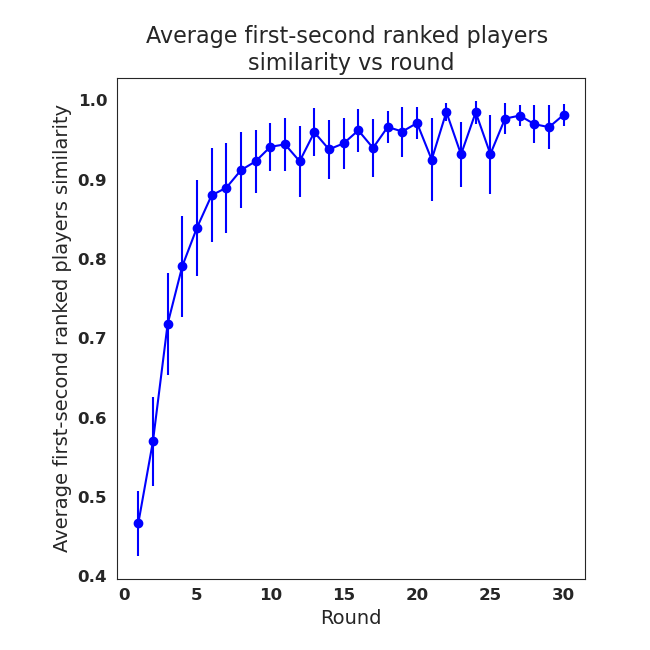 Average first-second ranked players
similarity vs round
Average first-second ranked players similarity
1.0
0.9
0.8
0.7
0.6
0.5
0.4
0 5 10 15 20 25 30
Round